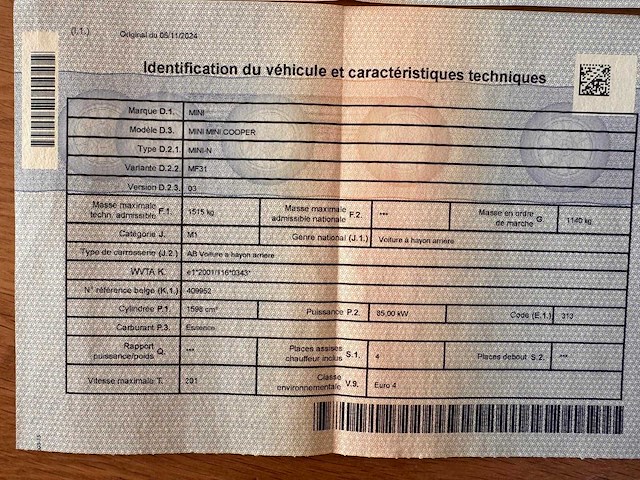 (I.1.) Original du 05/11/2024
Identification du véhicule et caractéristiques techniques
Marque D.1. MINI
Modèle D.3. MINI MINI COOPER
Type D.2.1. MINI-N
Variante D.2.2. MF31
Version D.2.3. 03
Masse maximale techn. admissible F.1. 1515 kg Masse maximale admissible nationale F.2. *** Masse en ordre de marche G. 1140 kg
Catégorie J. M1 Genre national (J.1.) Voiture à hayon arrière
Type de carrosserie (J.2.) AB Voiture à hayon arrière
WVTA K. e1*2001/116*0343*
N° référence belge (K.1.) 409952
Cylindrée P.1. 1598 cm³ Puissance P.2. 85,00 kW Code (E.1.) 313
Carburant P.3. Essence
Rapport puissance/poids Q. *** Places assises chauffeur inclus S.1. 4 Places debout S.2. ***
Vitesse maximale T. 201 Classe environnementale V.9. Euro 4